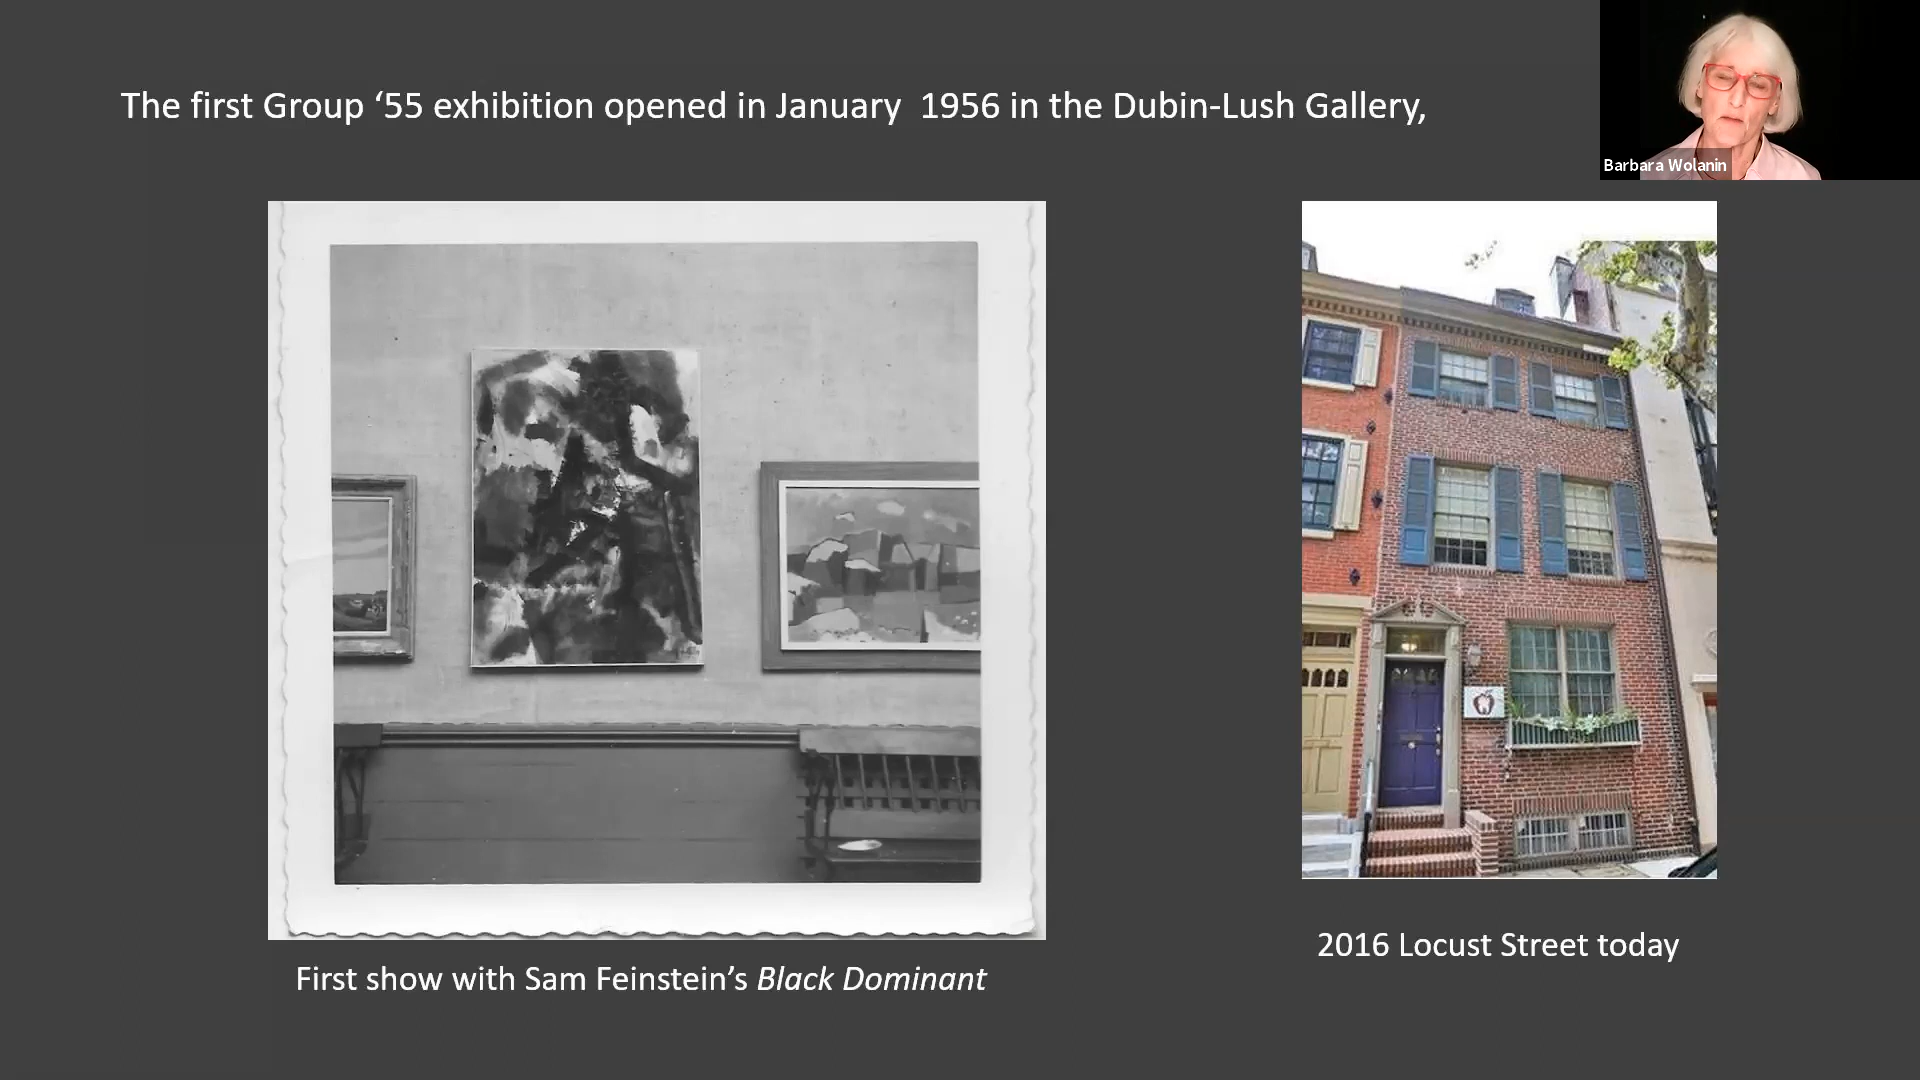 The first Group ‘55 exhibition opened in January  1956 in the Dubin-Lush Gallery,
Barbara Wolanin
First show with Sam Feinstein’s Black Dominant
2016 Locust Street today